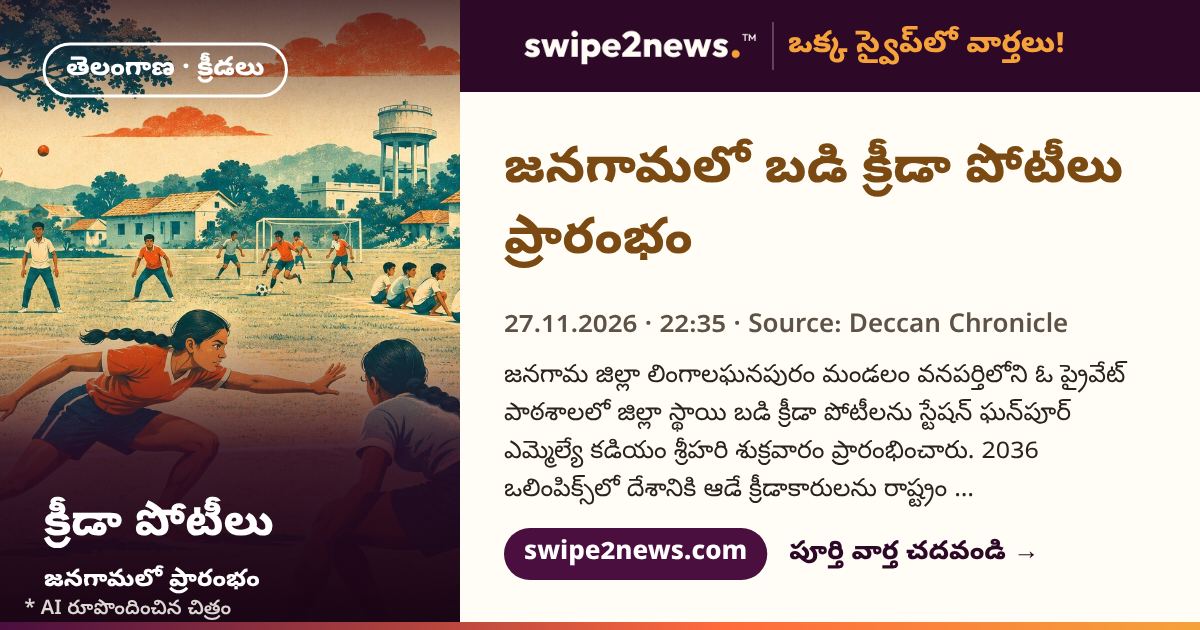 తెలంగాణ · క్రీడలు
swipe2news.™ ఒక్క స్వైప్‌లో వార్తలు!
జనగామలో బడి క్రీడా పోటీలు
ప్రారంభం
27.11.2026 · 22:35 · Source: Deccan Chronicle
జనగామ జిల్లా లింగాలఘనపురం మండలం వనపర్తిలోని ఓ ప్రైవేట్
పాఠశాలలో జిల్లా స్థాయి బడి క్రీడా పోటీలను స్టేషన్ ఘన్‌పూర్
ఎమ్మెల్యే కడియం శ్రీహరి శుక్రవారం ప్రారంభించారు. 2036
ఒలింపిక్స్‌లో దేశానికి ఆడే క్రీడాకారులను రాష్ట్రం ...
swipe2news.com పూర్తి వార్త చదవండి →
క్రీడా పోటీలు
జనగామలో ప్రారంభం
* AI రూపొందించిన చిత్రం